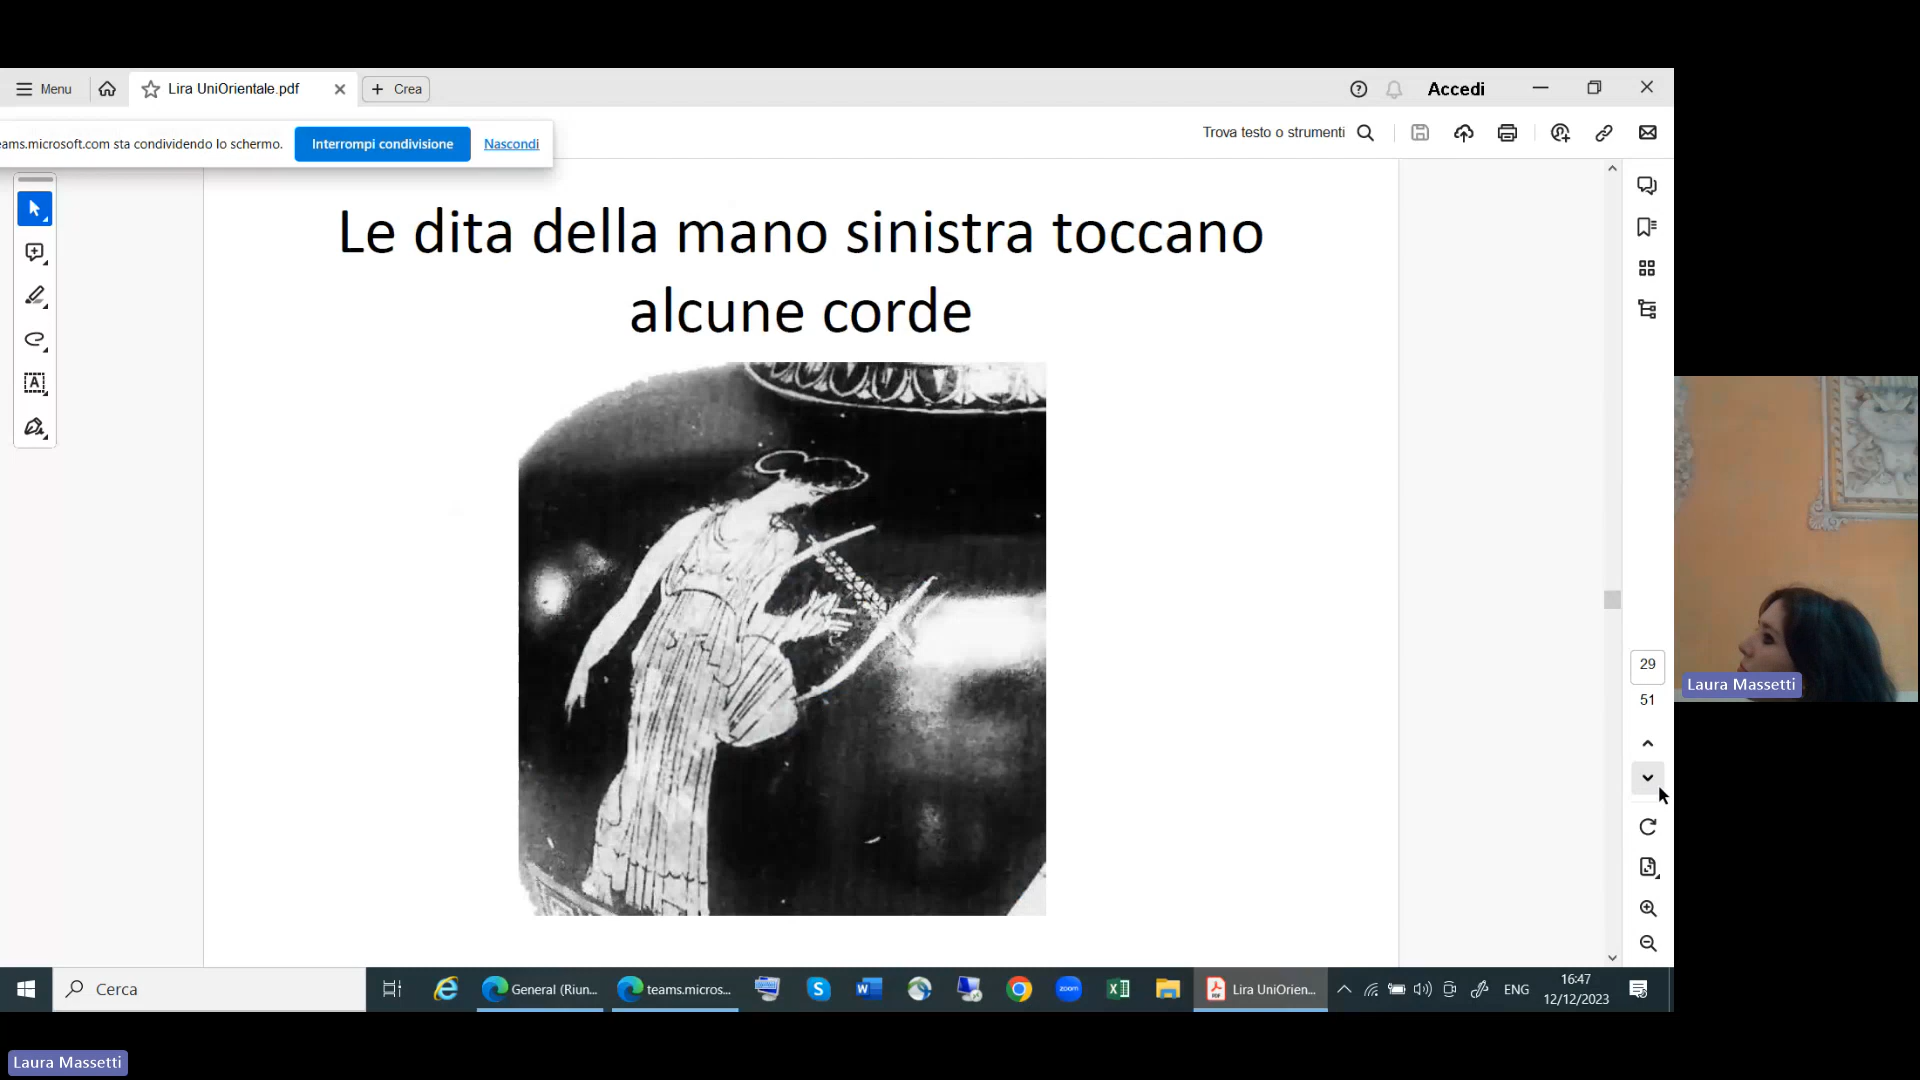 Menu
Lira UniOrientale.pdf
Crea
Accedi
eams.microsoft.com sta condividendo lo schermo.
Interrompi condivisione
Nascondi
Trova testo o strumenti
Le dita della mano sinistra toccano
alcune corde
29
51
Laura Massetti
Cerca
General (Riun...
teams.micros...
zoom
Lira UniOrien...
ENG
16:47
12/12/2023
Laura Massetti